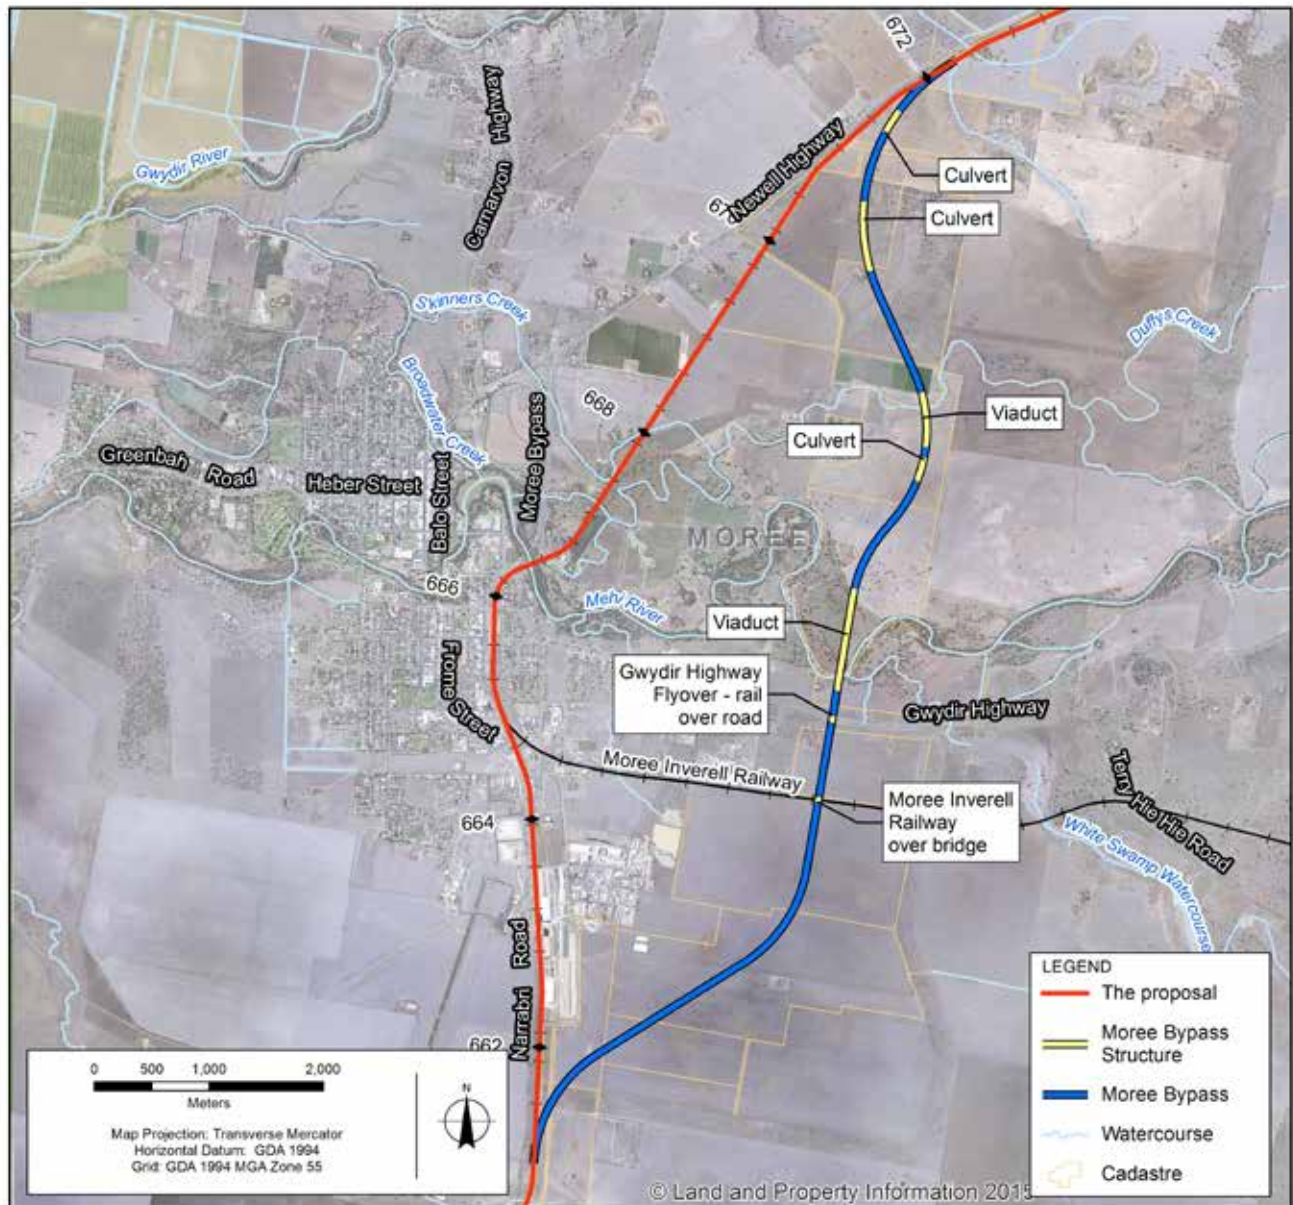 672
Carnarvon Highway
Gwydir River
Newell Highway
Culvert
67
Culvert
Skinners Creek
Duffys Creek
Broadwater Creek
668
Moree Bypass
Viaduct
Culvert
Greenbah Road
Heber Street
Balo Street
MOREE
666
Mehi River
Viaduct
Frome Street
Gwydir Highway
Flyover - rail
over road
Gwydir Highway
Moree Inverell Railway
Terry Hie Hie Road
Moree Inverell
Railway
over bridge
664
White Swamp Watercourse
Narrabri Road
662
LEGEND
The proposal
Moree Bypass
Structure
Moree Bypass
Watercourse
Cadastre
0 500 1,000 2,000
Meters
N
Map Projection: Transverse Mercator
Horizontal Datum: GDA 1994
Grid: GDA 1994 MGA Zone 55
© Land and Property Information 2015